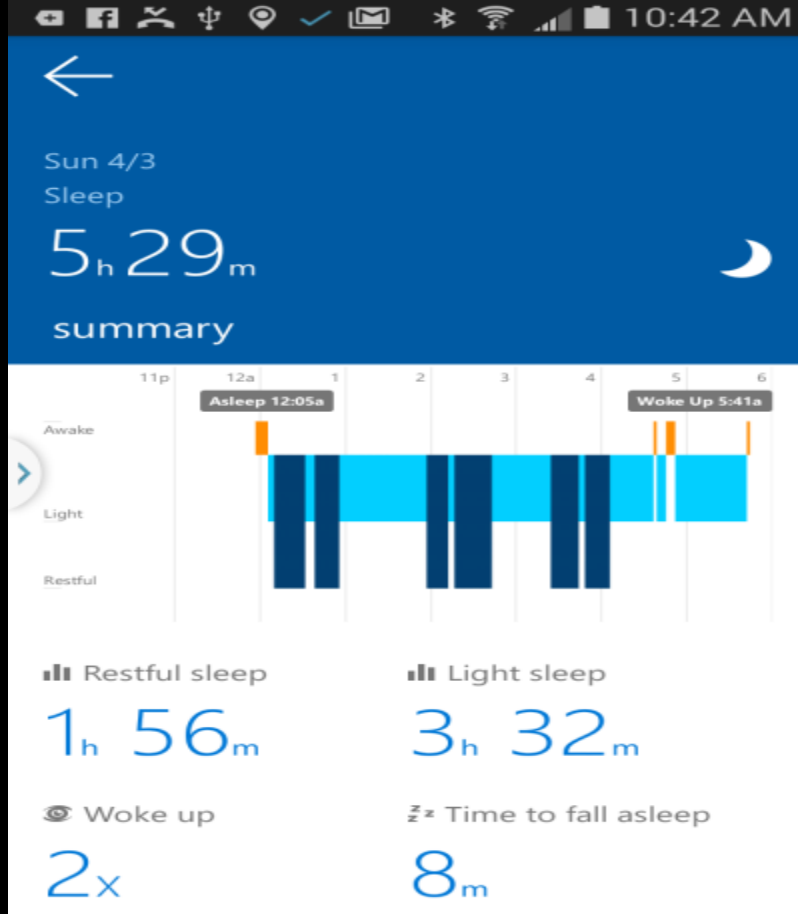 10:42 AM
Sun 4/3
Sleep
5h 29m
summary
11p 12a 1 2 3 4 5 6
Asleep 12:05a Woke Up 5:41a
Awake
Light
Restful
Restful sleep Light sleep
1h 56m 3h 32m
Woke up zzz Time to fall asleep
2x 8m